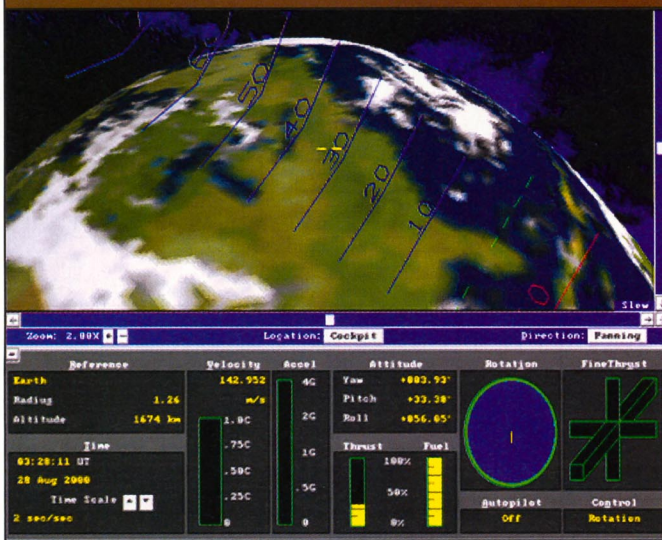 60
50
40
30
20
10
0
Slew
Zoom: 2.00X + - Location: Cockpit Direction: Panning
Reference Velocity Accel Attitude Rotation FineThrust
Earth 142.952 4G Yaw +003.93°
Radius 1.26 m/s Pitch +33.38°
Altitude 1674 km 1.0C 2G Roll +056.05°
Time .75C 1G Thrust Fuel
03:28:11 UT .50C 100%
28 Aug 2000 .5G 50%
Time Scale .25C Autopilot Control
2 sec/sec 0 0 0% Off Rotation